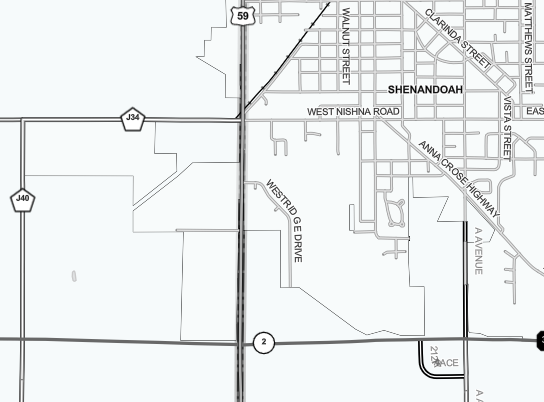 59
WALNUT STREET
CLARINDA STREET
MATTHEWS STREET
SHENANDOAH
WEST NISHNA ROAD
VISTA STREET
EAS
J34
ANNA CROSE HIGHWAY
J40
WESTRIDGE DRIVE
A AVENUE
2
212
ACE
A A